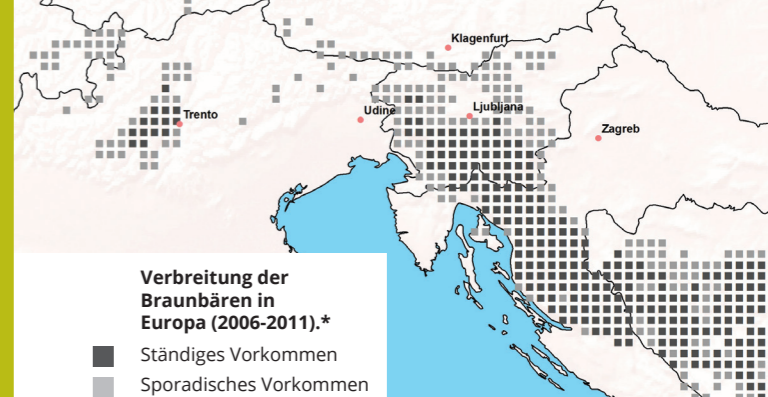 Klagenfurt
Udine
Ljubljana
Trento
Zagreb
Verbreitung der
Braunbären in
Europa (2006-2011).*
Ständiges Vorkommen
Sporadisches Vorkommen